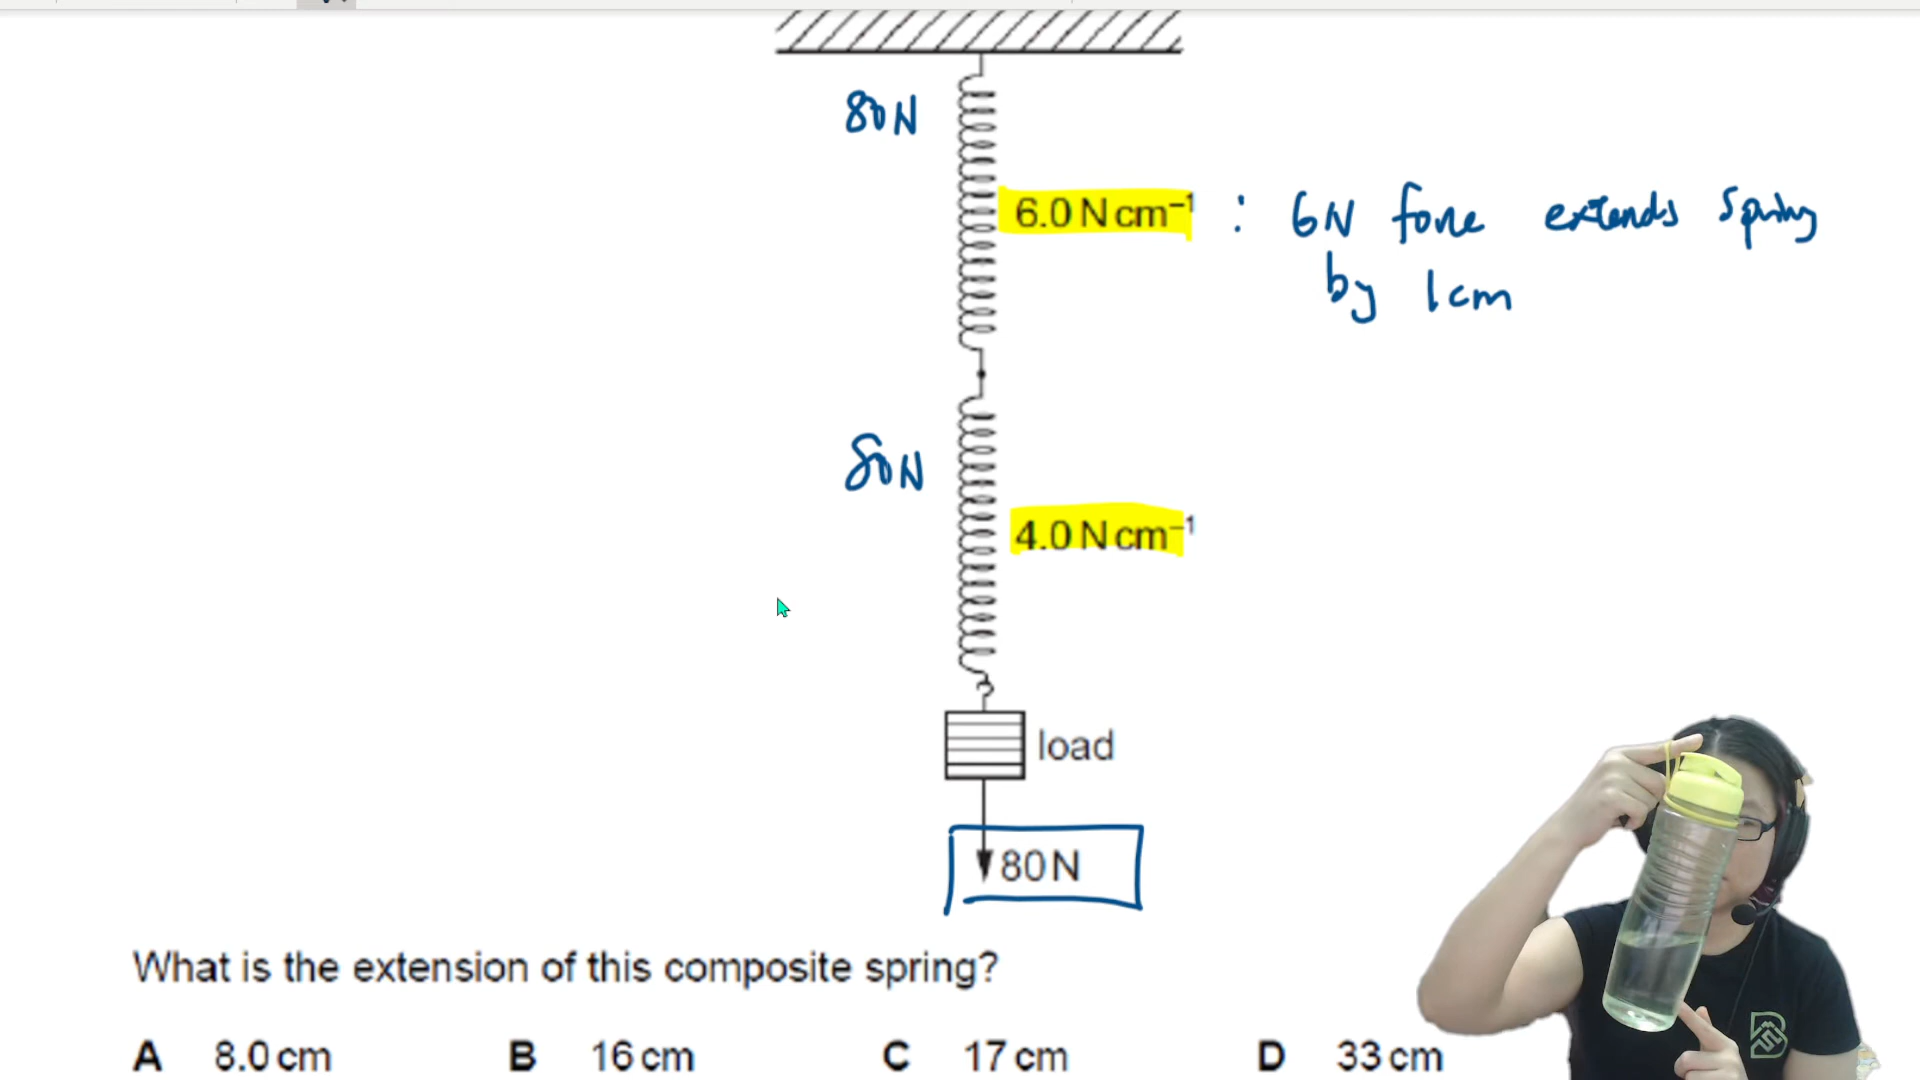 80N
6.0 N cm⁻¹ : 6N force extends spring
by 1cm
80N
4.0 N cm⁻¹
load
80 N
What is the extension of this composite spring?
A 8.0 cm B 16 cm C 17 cm D 33 cm